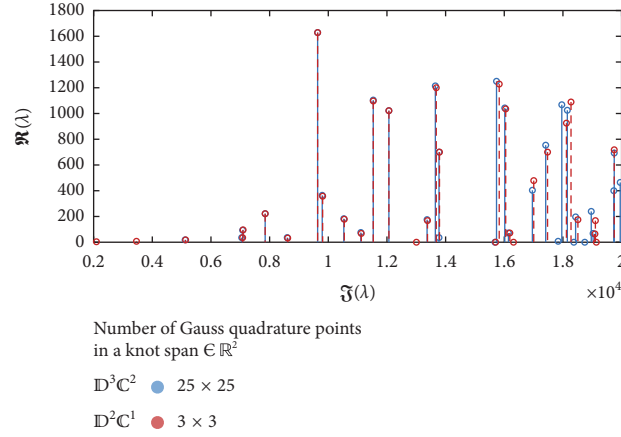 1800
1600
1400
1200
1000
800
600
400
200
0
ℜ(λ)
0.2 0.4 0.6 0.8 1 1.2 1.4 1.6 1.8 2
×10⁴
ℑ(λ)
Number of Gauss quadrature points
in a knot span ∈ ℝ²
𝔻³ℂ² 25 × 25
𝔻²ℂ¹ 3 × 3